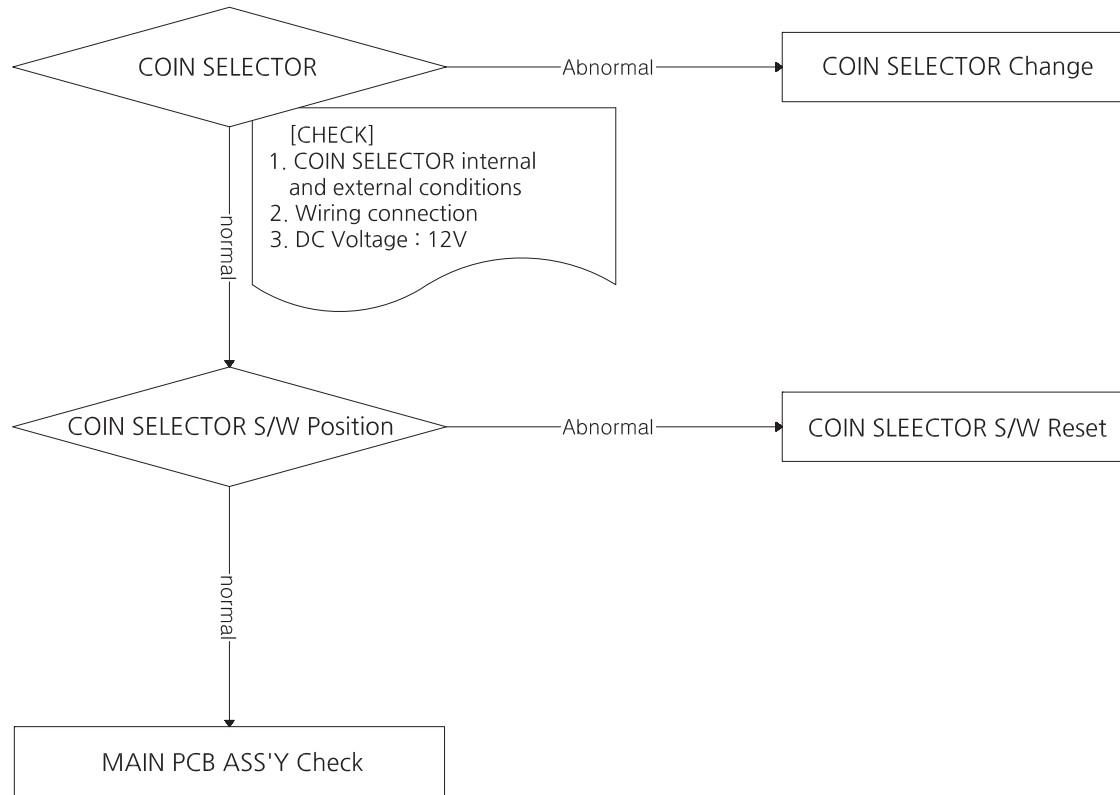 COIN SELECTOR
Abnormal
COIN SELECTOR Change
[CHECK]
1. COIN SELECTOR internal
and external conditions
2. Wiring connection
3. DC Voltage : 12V
normal
COIN SELECTOR S/W Position
Abnormal
COIN SLEECTOR S/W Reset
normal
MAIN PCB ASS'Y Check